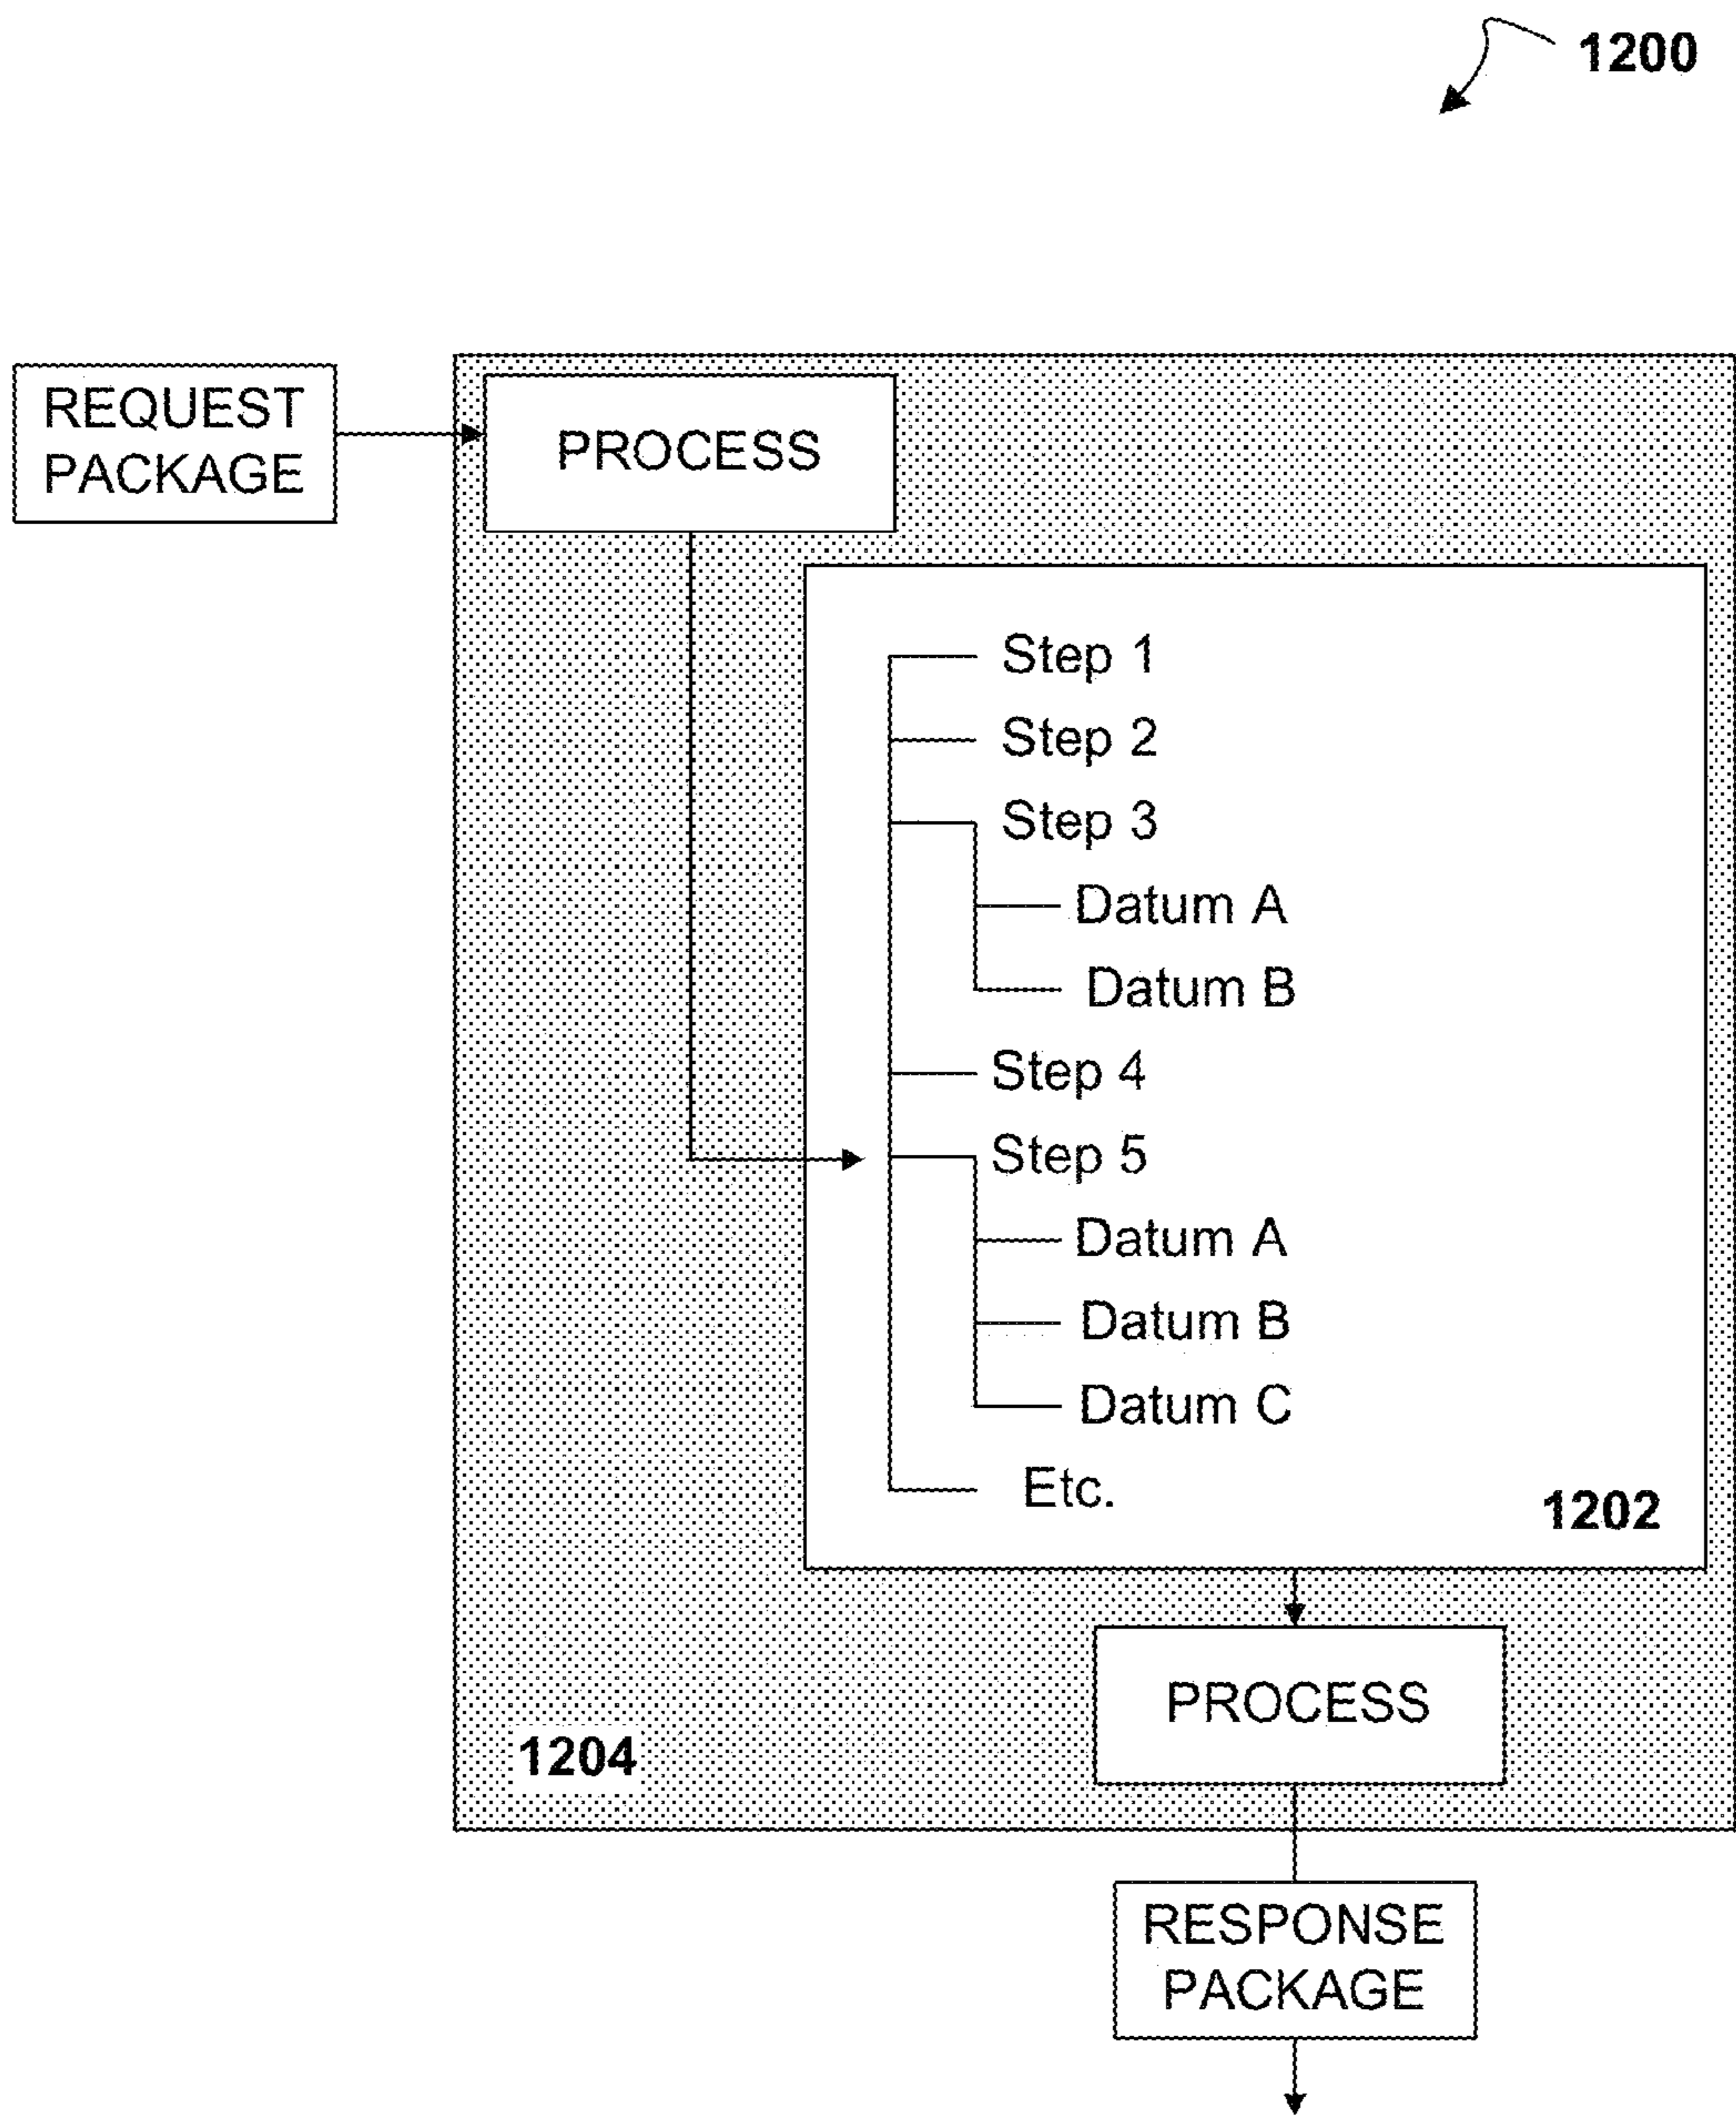 1200
REQUEST
PACKAGE
PROCESS
Step 1
Step 2
Step 3
Datum A
Datum B
Step 4
Step 5
Datum A
Datum B
Datum C
Etc.
1202
PROCESS
1204
RESPONSE
PACKAGE